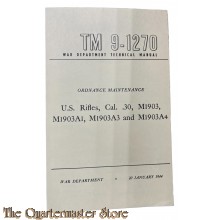 TM 9-1270
WAR DEPARTMENT TECHNICAL MANUAL
ORDNANCE MAINTENANCE
U.S. Rifles, Cal. .30, M1903,
M1903A1, M1903A3 and M1903A4
WAR DEPARTMENT • 20 JANUARY 1944
© The Quartermaster Store